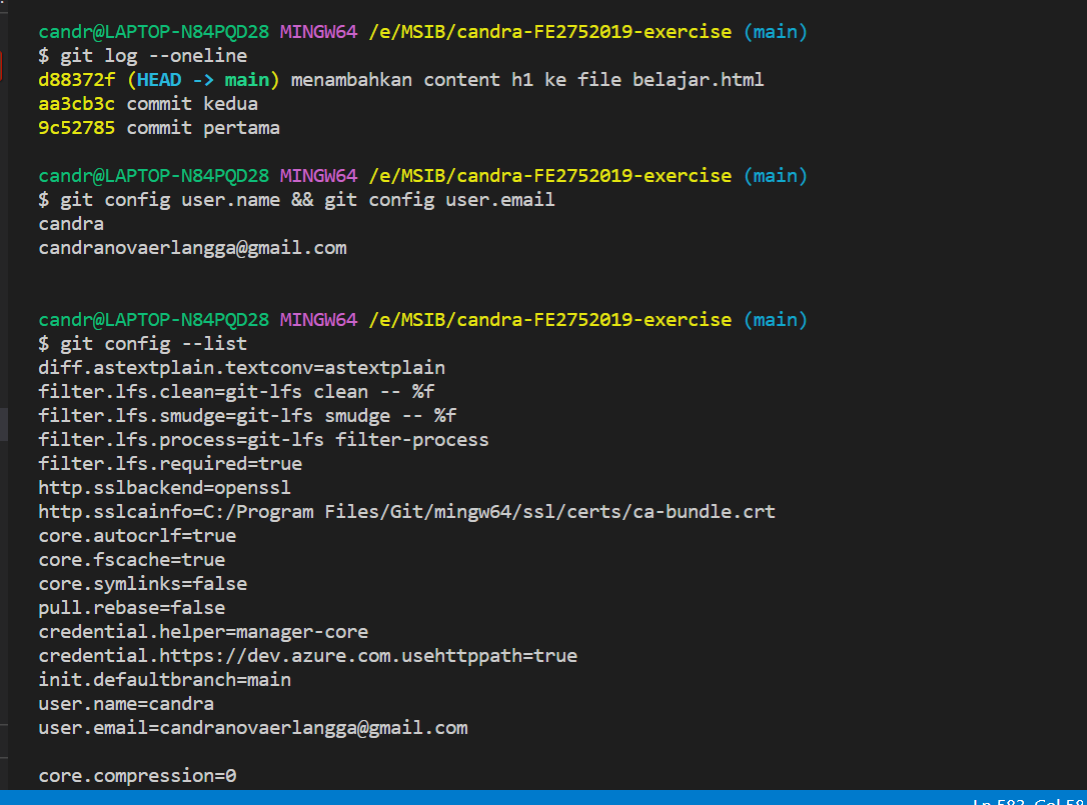 candr@LAPTOP-N84PQD28 MINGW64 /e/MSIB/candra-FE2752019-exercise (main)
$ git log --oneline
d88372f (HEAD -> main) menambahkan content h1 ke file belajar.html
aa3cb3c commit kedua
9c52785 commit pertama
candr@LAPTOP-N84PQD28 MINGW64 /e/MSIB/candra-FE2752019-exercise (main)
$ git config user.name && git config user.email
candra
candranovaerlangga@gmail.com
candr@LAPTOP-N84PQD28 MINGW64 /e/MSIB/candra-FE2752019-exercise (main)
$ git config --list
diff.astextplain.textconv=astextplain
filter.lfs.clean=git-lfs clean -- %f
filter.lfs.smudge=git-lfs smudge -- %f
filter.lfs.process=git-lfs filter-process
filter.lfs.required=true
http.sslbackend=openssl
http.sslcainfo=C:/Program Files/Git/mingw64/ssl/certs/ca-bundle.crt
core.autocrlf=true
core.fscache=true
core.symlinks=false
pull.rebase=false
credential.helper=manager-core
credential.https://dev.azure.com.usehttppath=true
init.defaultbranch=main
user.name=candra
user.email=candranovaerlangga@gmail.com
core.compression=0